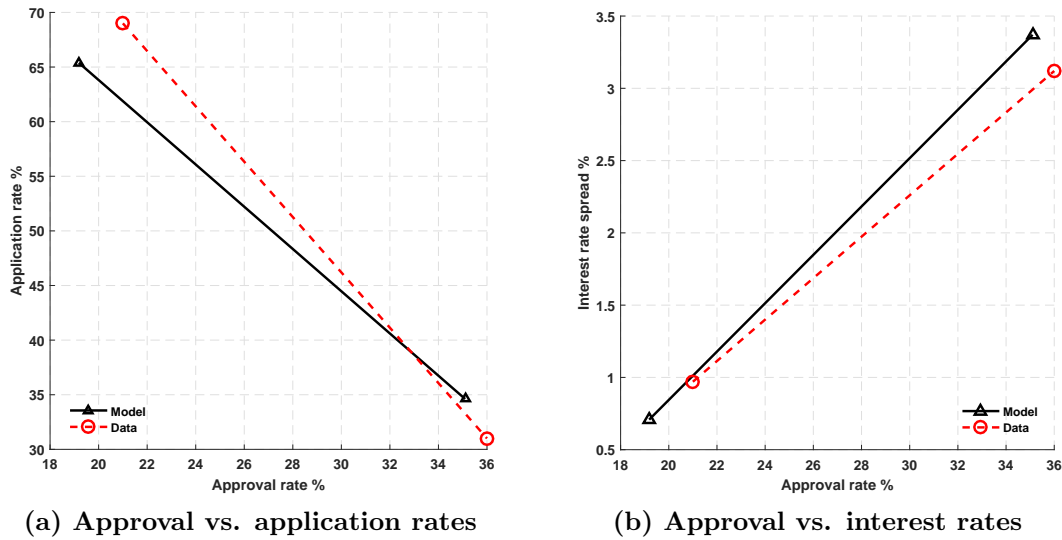 70
65
60
55
50
45
40
35
30
Application rate %
18 20 22 24 26 28 30 32 34 36
Approval rate %
Model
Data
(a) Approval vs. application rates
3.5
3
2.5
2
1.5
1
0.5
Interest rate spread %
18 20 22 24 26 28 30 32 34 36
Approval rate %
Model
Data
(b) Approval vs. interest rates